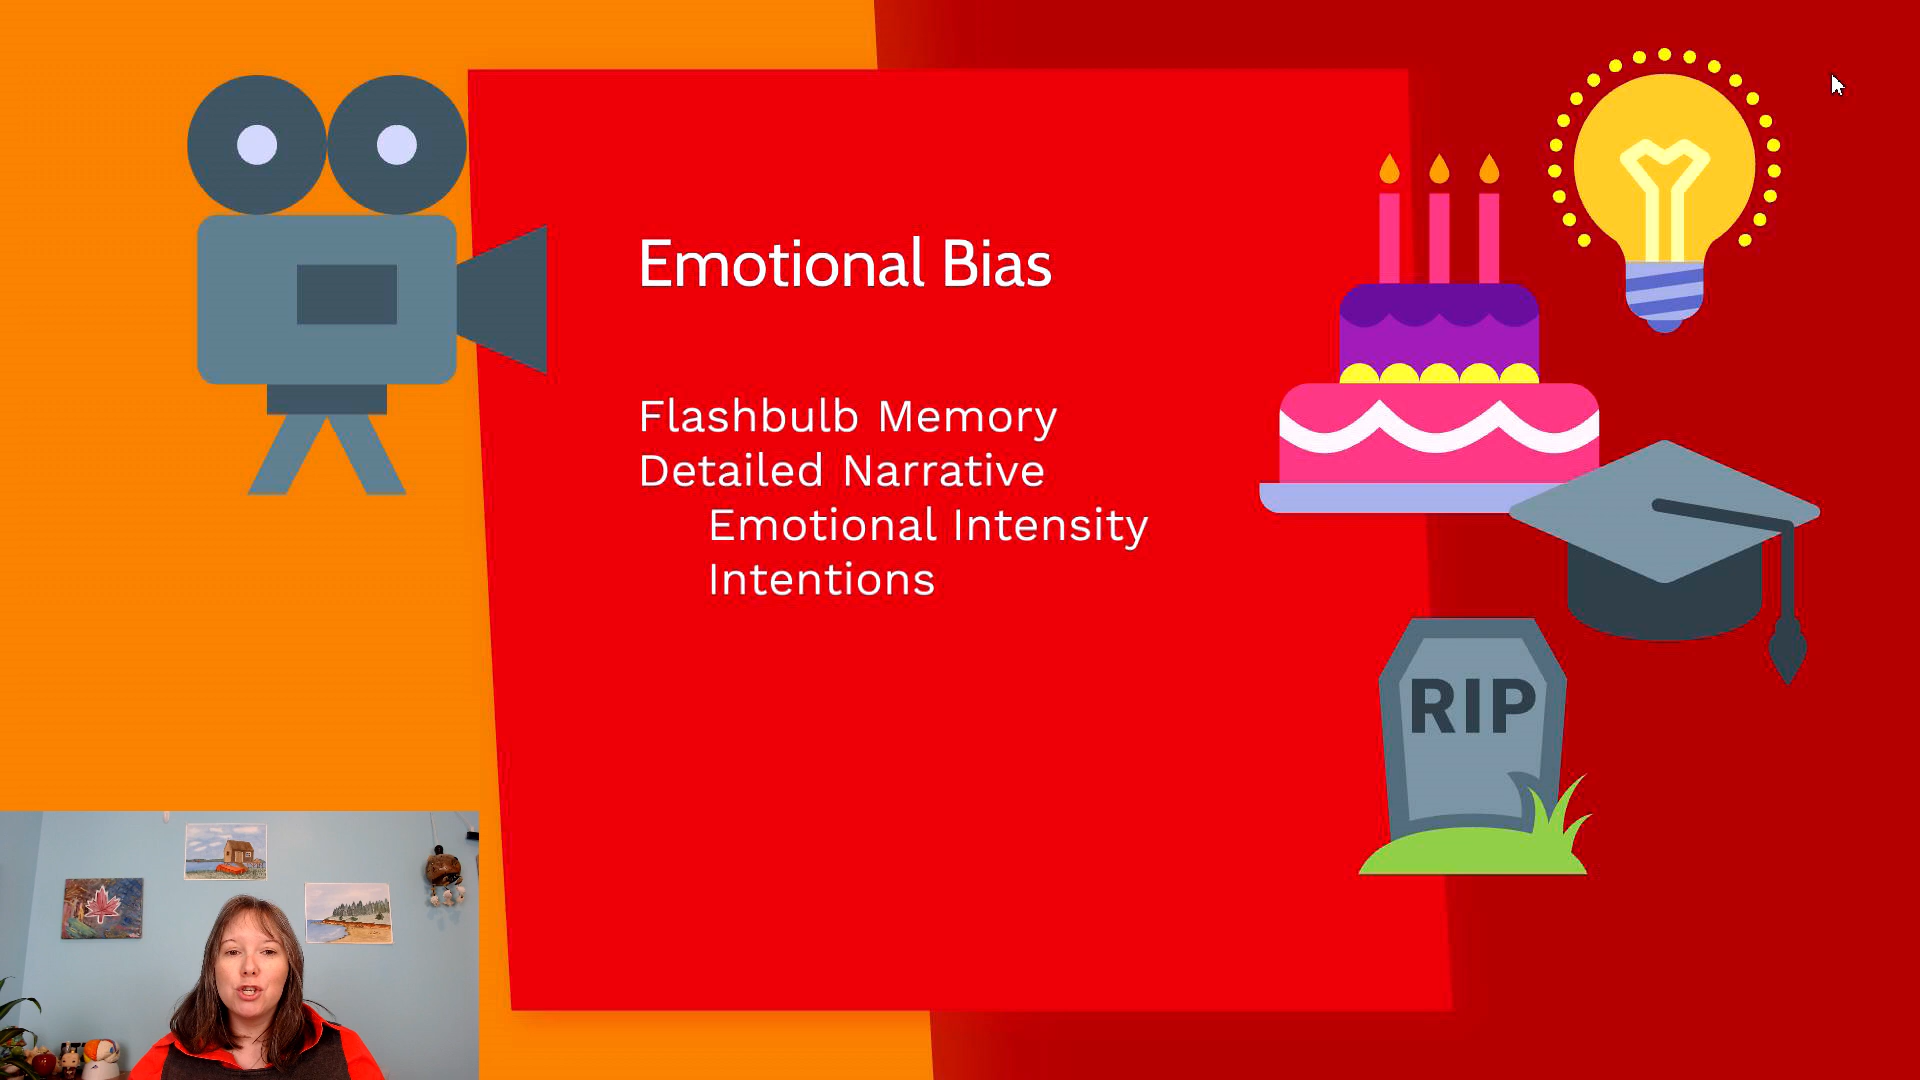 Emotional Bias
Flashbulb Memory
Detailed Narrative
Emotional Intensity
Intentions
RIP